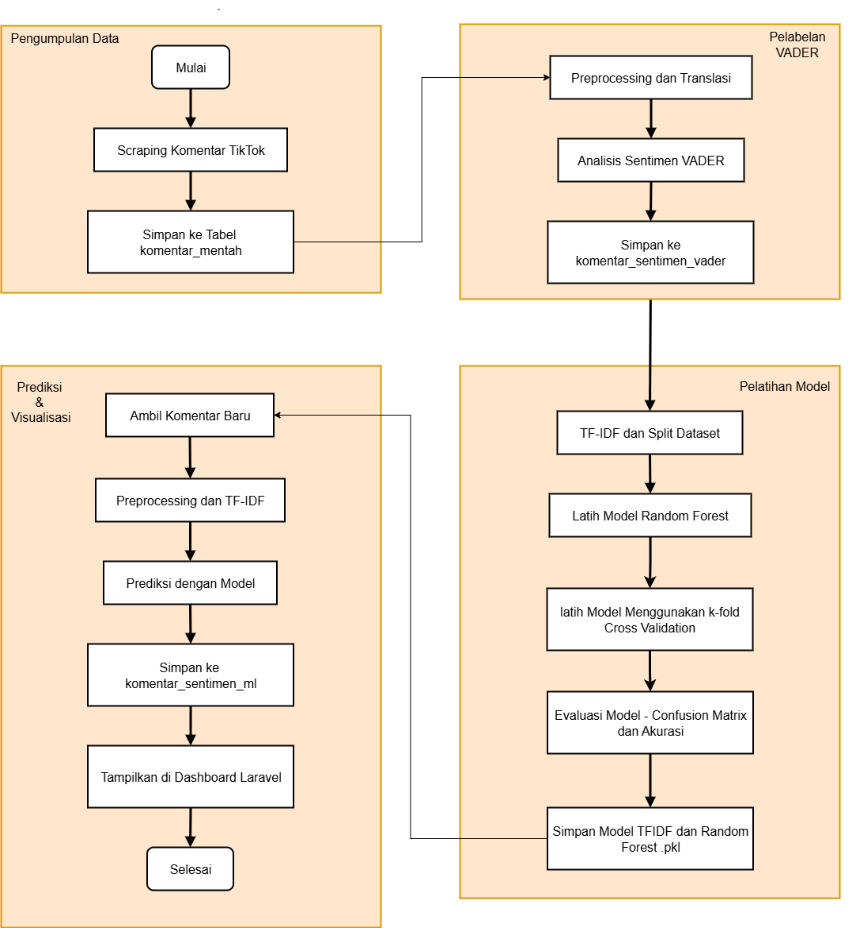 Pengumpulan Data
Mulai
Scraping Komentar TikTok
Simpan ke Tabel
komentar_mentah
Pelabelan
VADER
Preprocessing dan Translasi
Analisis Sentimen VADER
Simpan ke
komentar_sentimen_vader
Pelatihan Model
TF-IDF dan Split Dataset
Latih Model Random Forest
latih Model Menggunakan k-fold
Cross Validation
Evaluasi Model - Confusion Matrix
dan Akurasi
Simpan Model TFIDF dan Random
Forest .pkl
Prediksi
&
Visualisasi
Ambil Komentar Baru
Preprocessing dan TF-IDF
Prediksi dengan Model
Simpan ke
komentar_sentimen_ml
Tampilkan di Dashboard Laravel
Selesai